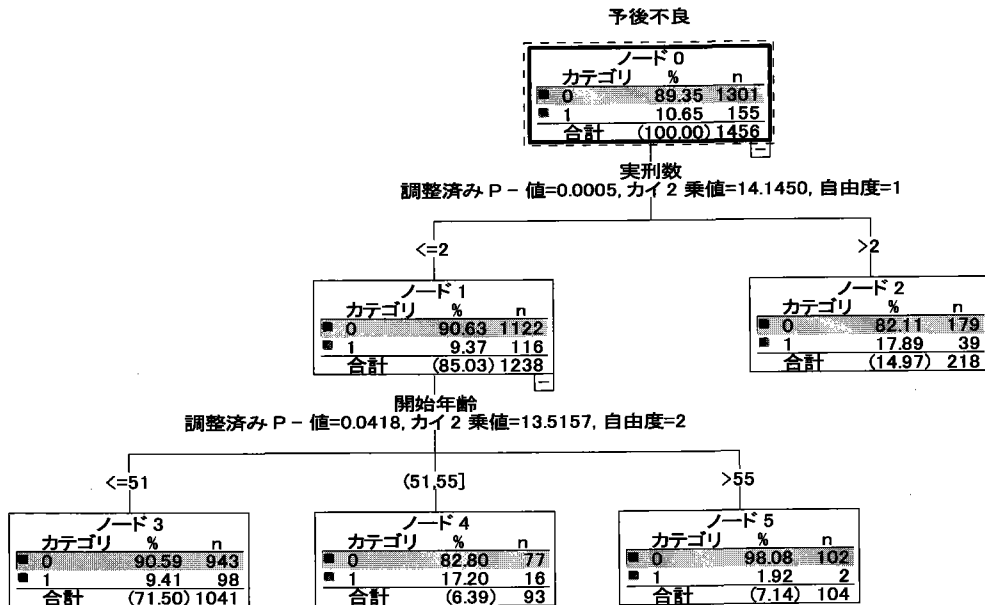 予後不良
ノード 0
カテゴリ % n
0 89.35 1301
1 10.65 155
合計 (100.00) 1456
実刑数
調整済み P - 値=0.0005, カイ 2 乗値=14.1450, 自由度=1
<=2
>2
ノード 1
カテゴリ % n
0 90.63 1122
1 9.37 116
合計 (85.03) 1238
ノード 2
カテゴリ % n
0 82.11 179
1 17.89 39
合計 (14.97) 218
開始年齢
調整済み P - 値=0.0418, カイ 2 乗値=13.5157, 自由度=2
<=51
(51,55]
>55
ノード 3
カテゴリ % n
0 90.59 943
1 9.41 98
合計 (71.50) 1041
ノード 4
カテゴリ % n
0 82.80 77
1 17.20 16
合計 (6.39) 93
ノード 5
カテゴリ % n
0 98.08 102
1 1.92 2
合計 (7.14) 104